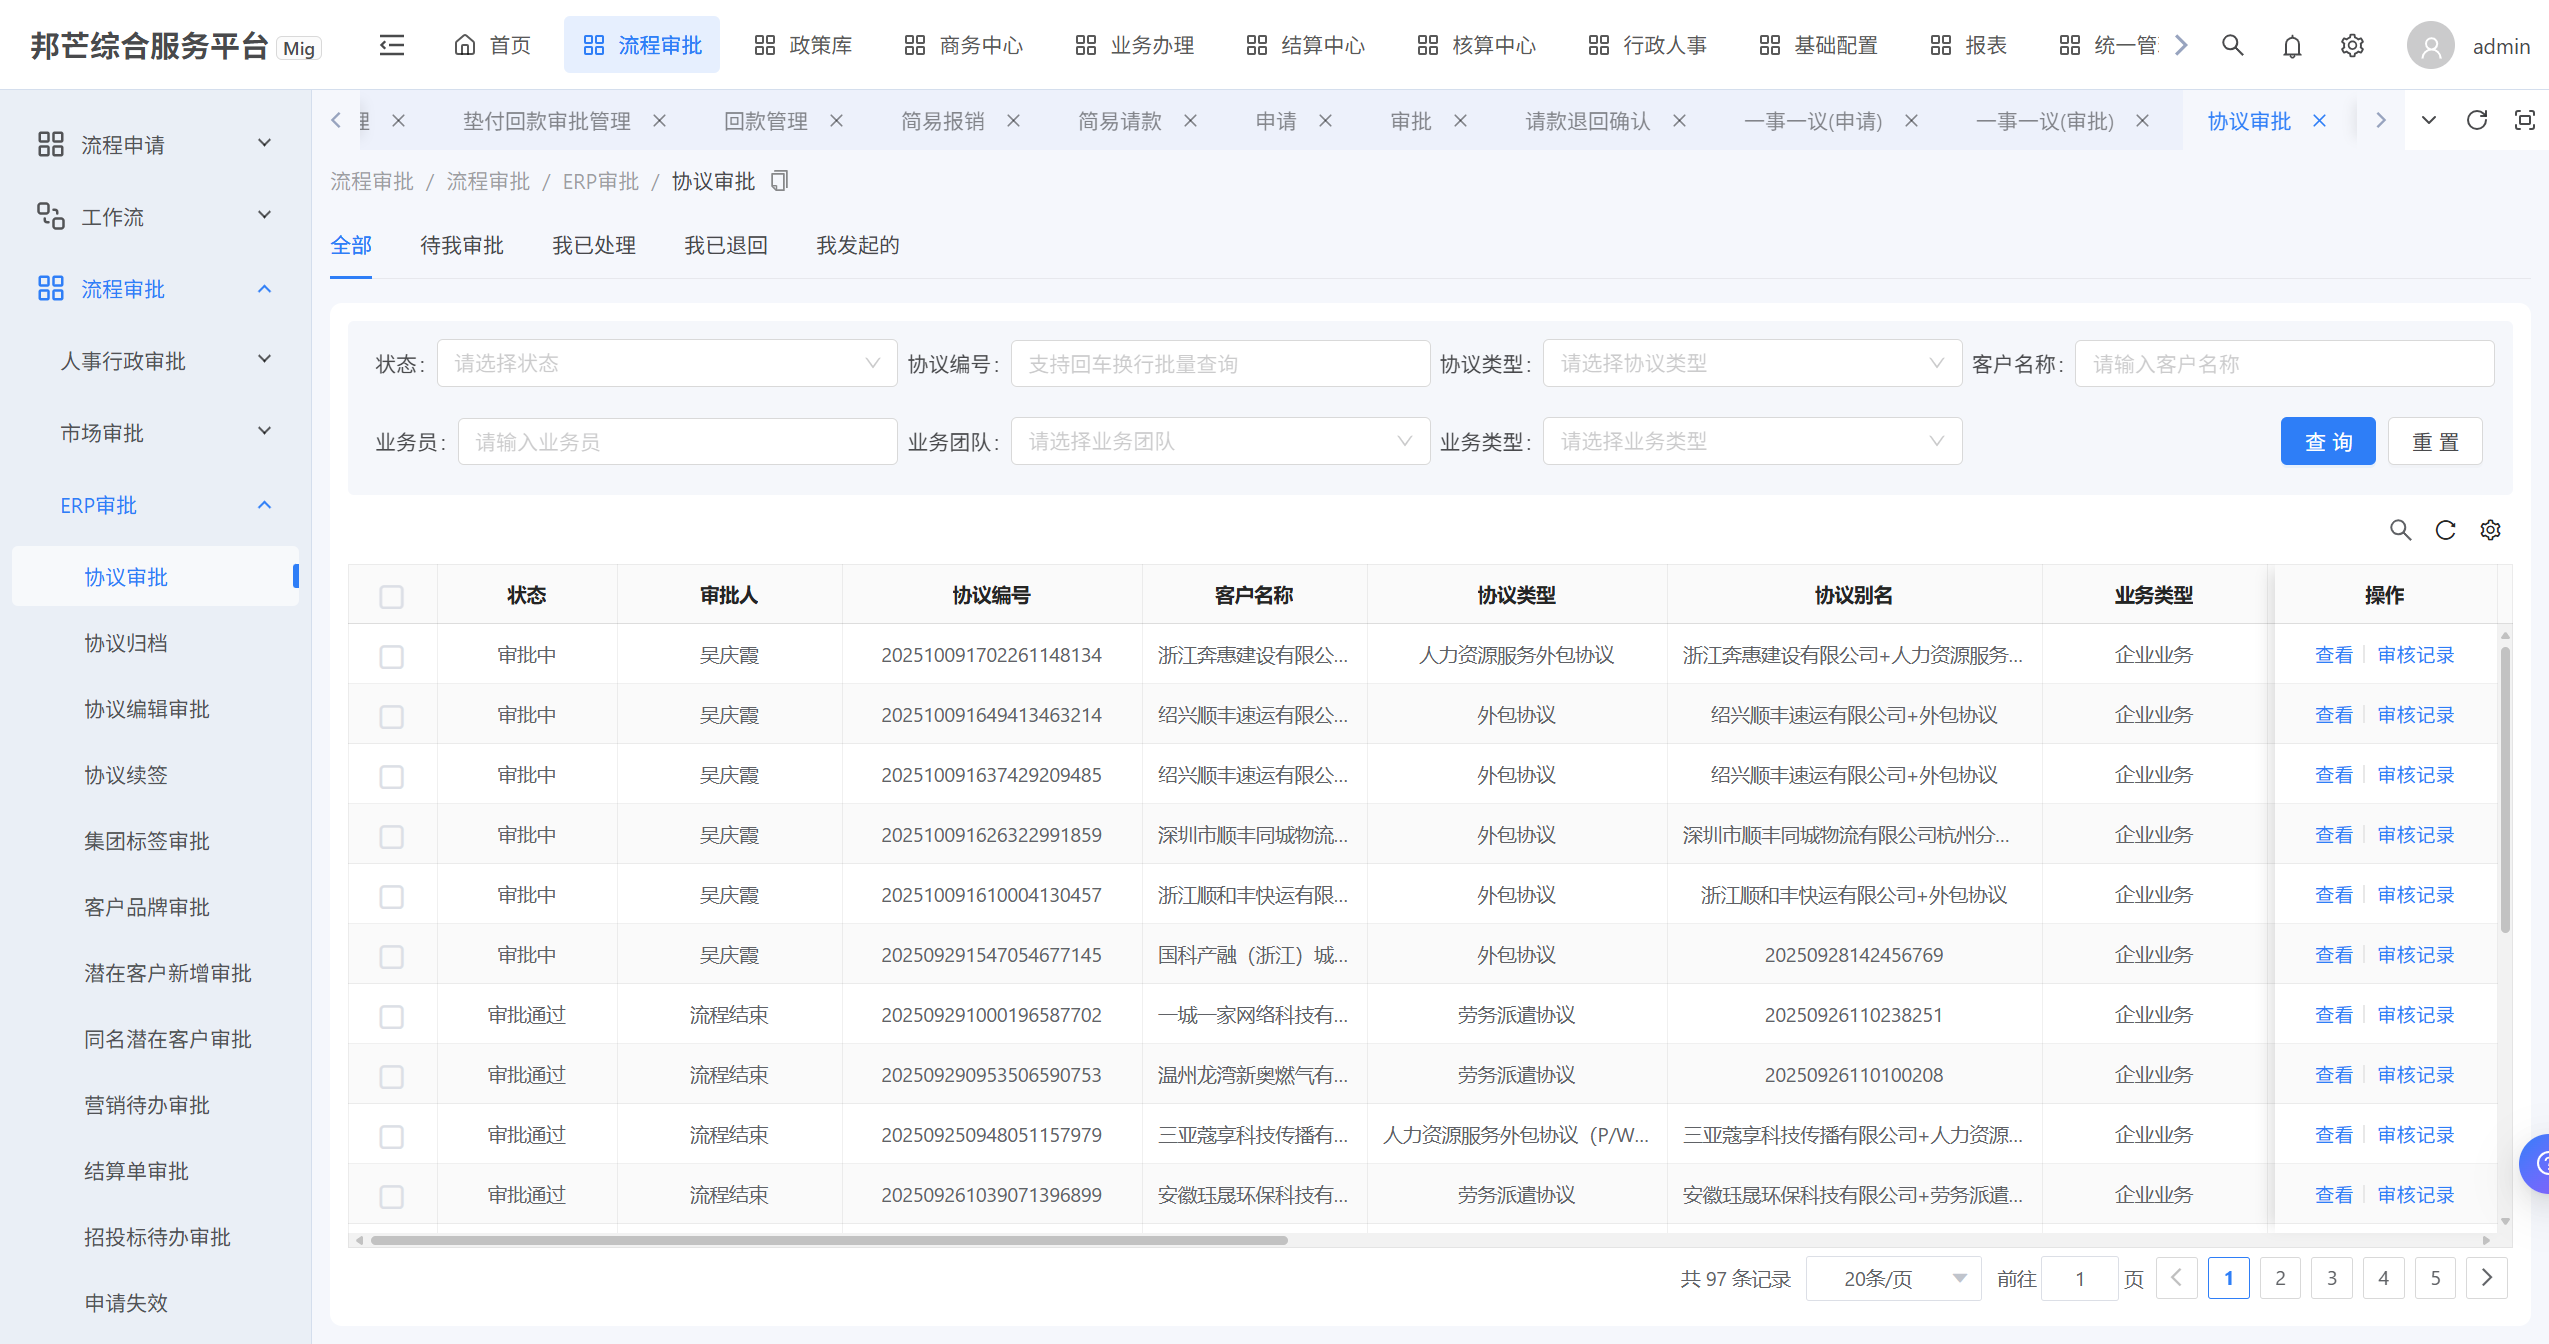 邦芒综合服务平台 Mig
首页 流程审批 政策库 商务中心 业务办理 结算中心 核算中心 行政人事 基础配置 报表 统一管
admin
垫付回款审批管理 回款管理 简易报销 简易请款 申请 审批 请款退回确认 一事一议(申请) 一事一议(审批) 协议审批
流程审批 / 流程审批 / ERP审批 / 协议审批
全部 待我审批 我已处理 我已退回 我发起的
流程申请
工作流
流程审批
人事行政审批
市场审批
ERP审批
协议审批
协议归档
协议编辑审批
协议续签
集团标签审批
客户品牌审批
潜在客户新增审批
同名潜在客户审批
营销待办审批
结算单审批
招投标待办审批
申请失效
状态: 请选择状态 协议编号: 支持回车换行批量查询 协议类型: 请选择协议类型 客户名称: 请输入客户名称
业务员: 请输入业务员 业务团队: 请选择业务团队 业务类型: 请选择业务类型 查 询 重 置
状态 审批人 协议编号 客户名称 协议类型 协议别名 业务类型 操作
审批中 吴庆霞 202510091702261148134 浙江奔惠建设有限公... 人力资源服务外包协议 浙江奔惠建设有限公司+人力资源服务... 企业业务 查看 审核记录
审批中 吴庆霞 202510091649413463214 绍兴顺丰速运有限公... 外包协议 绍兴顺丰速运有限公司+外包协议 企业业务 查看 审核记录
审批中 吴庆霞 202510091637429209485 绍兴顺丰速运有限公... 外包协议 绍兴顺丰速运有限公司+外包协议 企业业务 查看 审核记录
审批中 吴庆霞 202510091626322991859 深圳市顺丰同城物流... 外包协议 深圳市顺丰同城物流有限公司杭州分... 企业业务 查看 审核记录
审批中 吴庆霞 202510091610004130457 浙江顺和丰快运有限... 外包协议 浙江顺和丰快运有限公司+外包协议 企业业务 查看 审核记录
审批中 吴庆霞 202509291547054677145 国科产融（浙江）城... 外包协议 20250928142456769 企业业务 查看 审核记录
审批通过 流程结束 202509291000196587702 一城一家网络科技有... 劳务派遣协议 20250926110238251 企业业务 查看 审核记录
审批通过 流程结束 202509290953506590753 温州龙湾新奥燃气有... 劳务派遣协议 20250926110100208 企业业务 查看 审核记录
审批通过 流程结束 202509250948051157979 三亚蔻享科技传播有... 人力资源服务外包协议（P/W... 三亚蔻享科技传播有限公司+人力资源... 企业业务 查看 审核记录
审批通过 流程结束 202509261039071396899 安徽珏晟环保科技有... 劳务派遣协议 安徽珏晟环保科技有限公司+劳务派遣... 企业业务 查看 审核记录
共 97 条记录 20条/页 前往 1 页 1 2 3 4 5